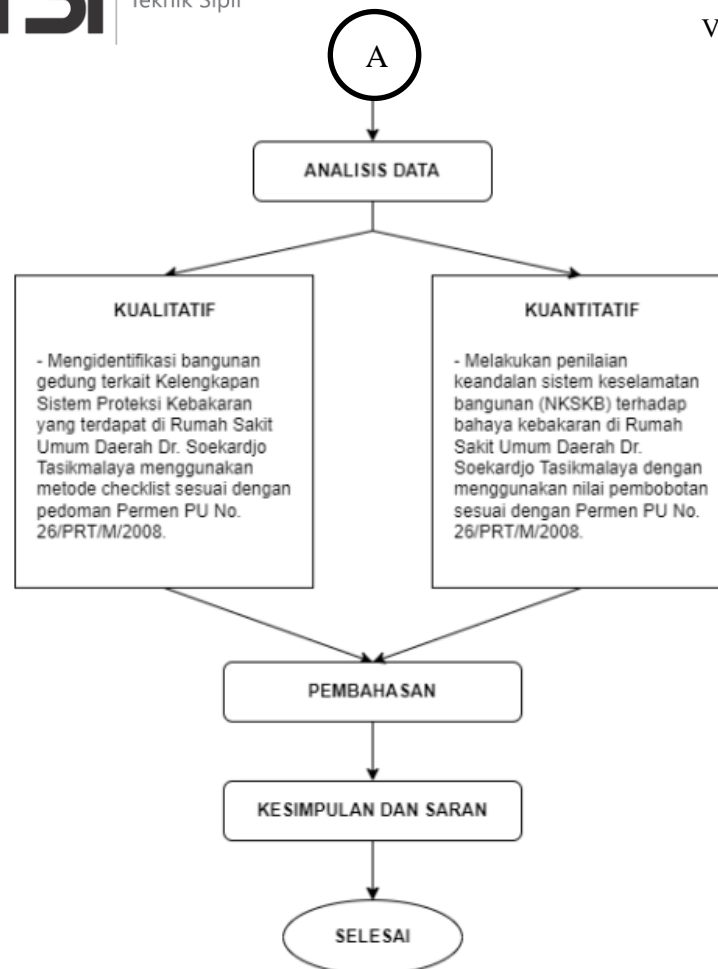 Teknik Sipil
V
A
ANALISIS DATA
KUALITATIF
- Mengidentifikasi bangunan
gedung terkait Kelengkapan
Sistem Proteksi Kebakaran
yang terdapat di Rumah Sakit
Umum Daerah Dr. Soekardjo
Tasikmalaya menggunakan
metode checklist sesuai dengan
pedoman Permen PU No.
26/PRT/M/2008.
KUANTITATIF
- Melakukan penilaian
keandalan sistem keselamatan
bangunan (NKSKB) terhadap
bahaya kebakaran di Rumah
Sakit Umum Daerah Dr.
Soekardjo Tasikmalaya dengan
menggunakan nilai pembobotan
sesuai dengan Permen PU No.
26/PRT/M/2008.
PEMBAHASAN
KESIMPULAN DAN SARAN
SELESAI